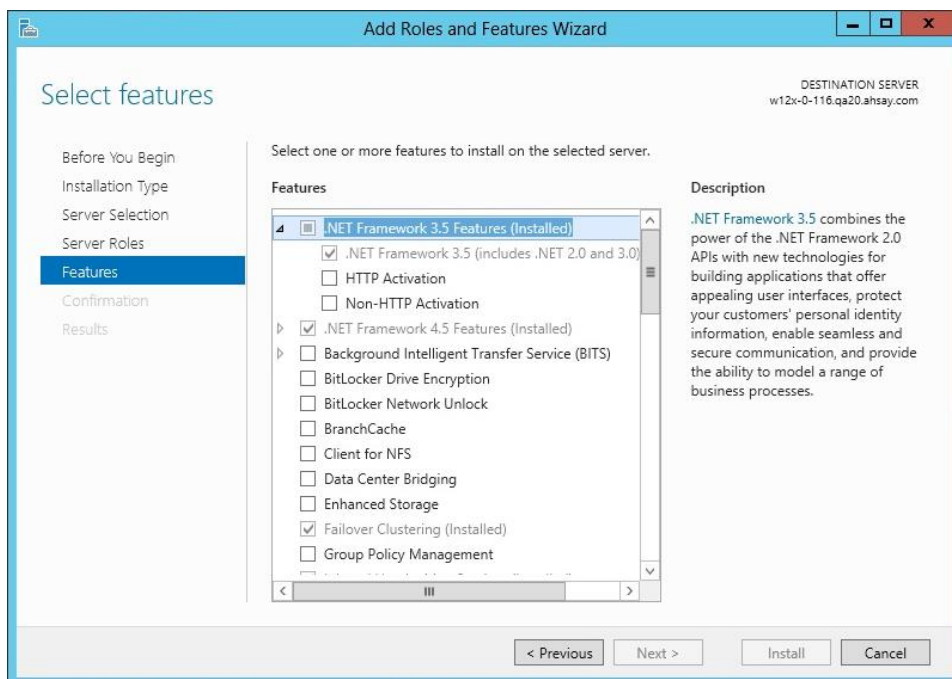 Add Roles and Features Wizard
Select features
DESTINATION SERVER
w12x-0-116.qa20.ahsay.com
Before You Begin
Installation Type
Server Selection
Server Roles
Features
Confirmation
Results
Select one or more features to install on the selected server.
Features
.NET Framework 3.5 Features (Installed)
.NET Framework 3.5 (includes .NET 2.0 and 3.0)
HTTP Activation
Non-HTTP Activation
.NET Framework 4.5 Features (Installed)
Background Intelligent Transfer Service (BITS)
BitLocker Drive Encryption
BitLocker Network Unlock
BranchCache
Client for NFS
Data Center Bridging
Enhanced Storage
Failover Clustering (Installed)
Group Policy Management
Description
.NET Framework 3.5 combines the
power of the .NET Framework 2.0
APIs with new technologies for
building applications that offer
appealing user interfaces, protect
your customers' personal identity
information, enable seamless and
secure communication, and provide
the ability to model a range of
business processes.
< Previous
Next >
Install
Cancel